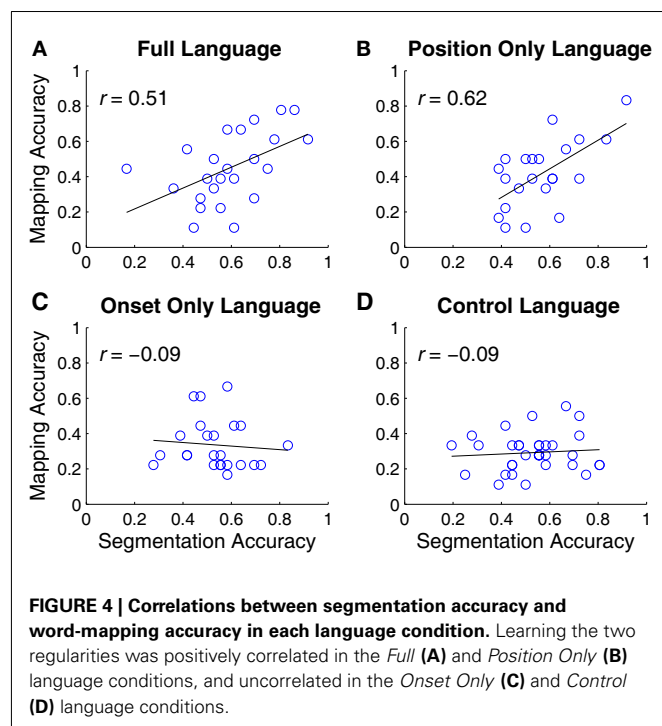 A Full Language
1
0.8
0.6
0.4
0.2
0
0 0.2 0.4 0.6 0.8 1
r = 0.51
Mapping Accuracy
B Position Only Language
1
0.8
0.6
0.4
0.2
0
0 0.2 0.4 0.6 0.8 1
r = 0.62
C Onset Only Language
1
0.8
0.6
0.4
0.2
0
0 0.2 0.4 0.6 0.8 1
r = −0.09
Mapping Accuracy
Segmentation Accuracy
D Control Language
1
0.8
0.6
0.4
0.2
0
0 0.2 0.4 0.6 0.8 1
r = −0.09
Segmentation Accuracy
FIGURE 4 | Correlations between segmentation accuracy and
word-mapping accuracy in each language condition. Learning the two
regularities was positively correlated in the Full (A) and Position Only (B)
language conditions, and uncorrelated in the Onset Only (C) and Control
(D) language conditions.